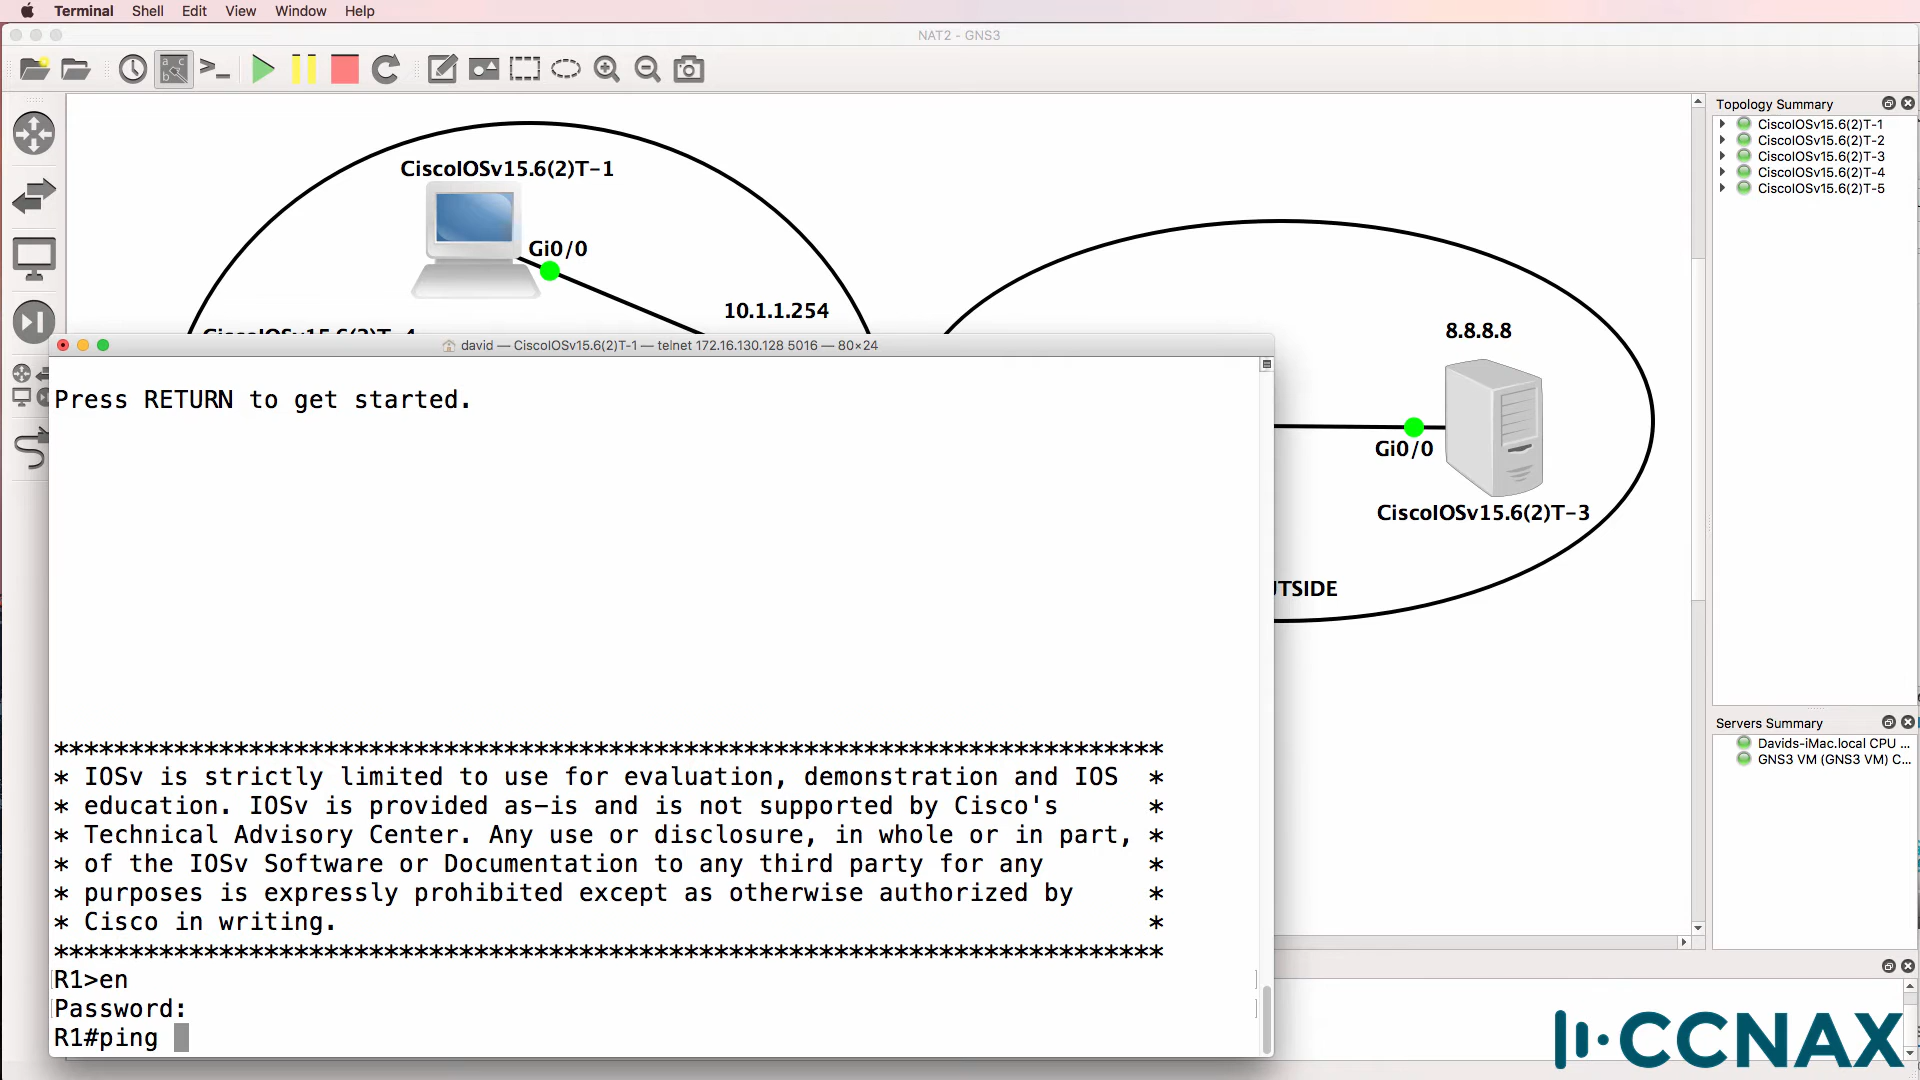 Terminal Shell Edit View Window Help
NAT2 - GNS3
CiscoIOSv15.6(2)T-1
Gi0/0
10.1.1.254
CiscoIOSv15.6(2)T-4
8.8.8.8
Gi0/0
CiscoIOSv15.6(2)T-3
UTSIDE
david — CiscoIOSv15.6(2)T-1 — telnet 172.16.130.128 5016 — 80×24
Press RETURN to get started.
**************************************************************************
* IOSv is strictly limited to use for evaluation, demonstration and IOS  *
* education. IOSv is provided as-is and is not supported by Cisco's      *
* Technical Advisory Center. Any use or disclosure, in whole or in part, *
* of the IOSv Software or Documentation to any third party for any       *
* purposes is expressly prohibited except as otherwise authorized by     *
* Cisco in writing.                                                      *
**************************************************************************
R1>en
Password:
R1#ping
Topology Summary
CiscoIOSv15.6(2)T-1
CiscoIOSv15.6(2)T-2
CiscoIOSv15.6(2)T-3
CiscoIOSv15.6(2)T-4
CiscoIOSv15.6(2)T-5
Servers Summary
Davids-iMac.local CPU ...
GNS3 VM (GNS3 VM) C...
CCNAX